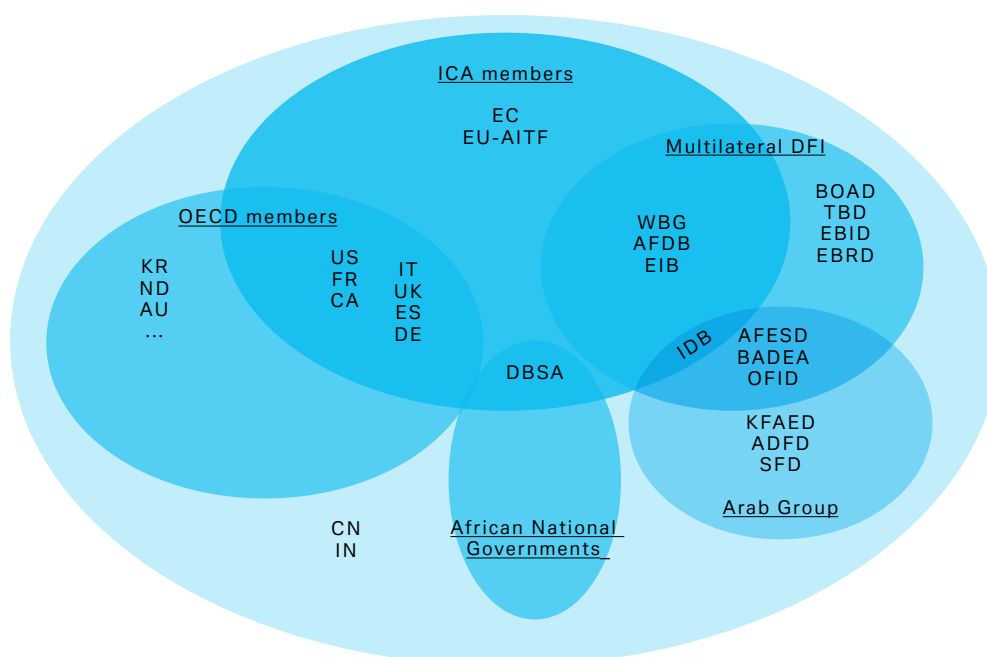 ICA members
EC
EU-AITF
Multilateral DFI
BOAD
TBD
EBID
EBRD
WBG
AFDB
EIB
OECD members
KR
ND
AU
...
US
FR
CA
IT
UK
ES
DE
IDB
AFESD
BADEA
OFID
DBSA
KFAED
ADFD
SFD
Arab Group
CN
IN
African National
Governments